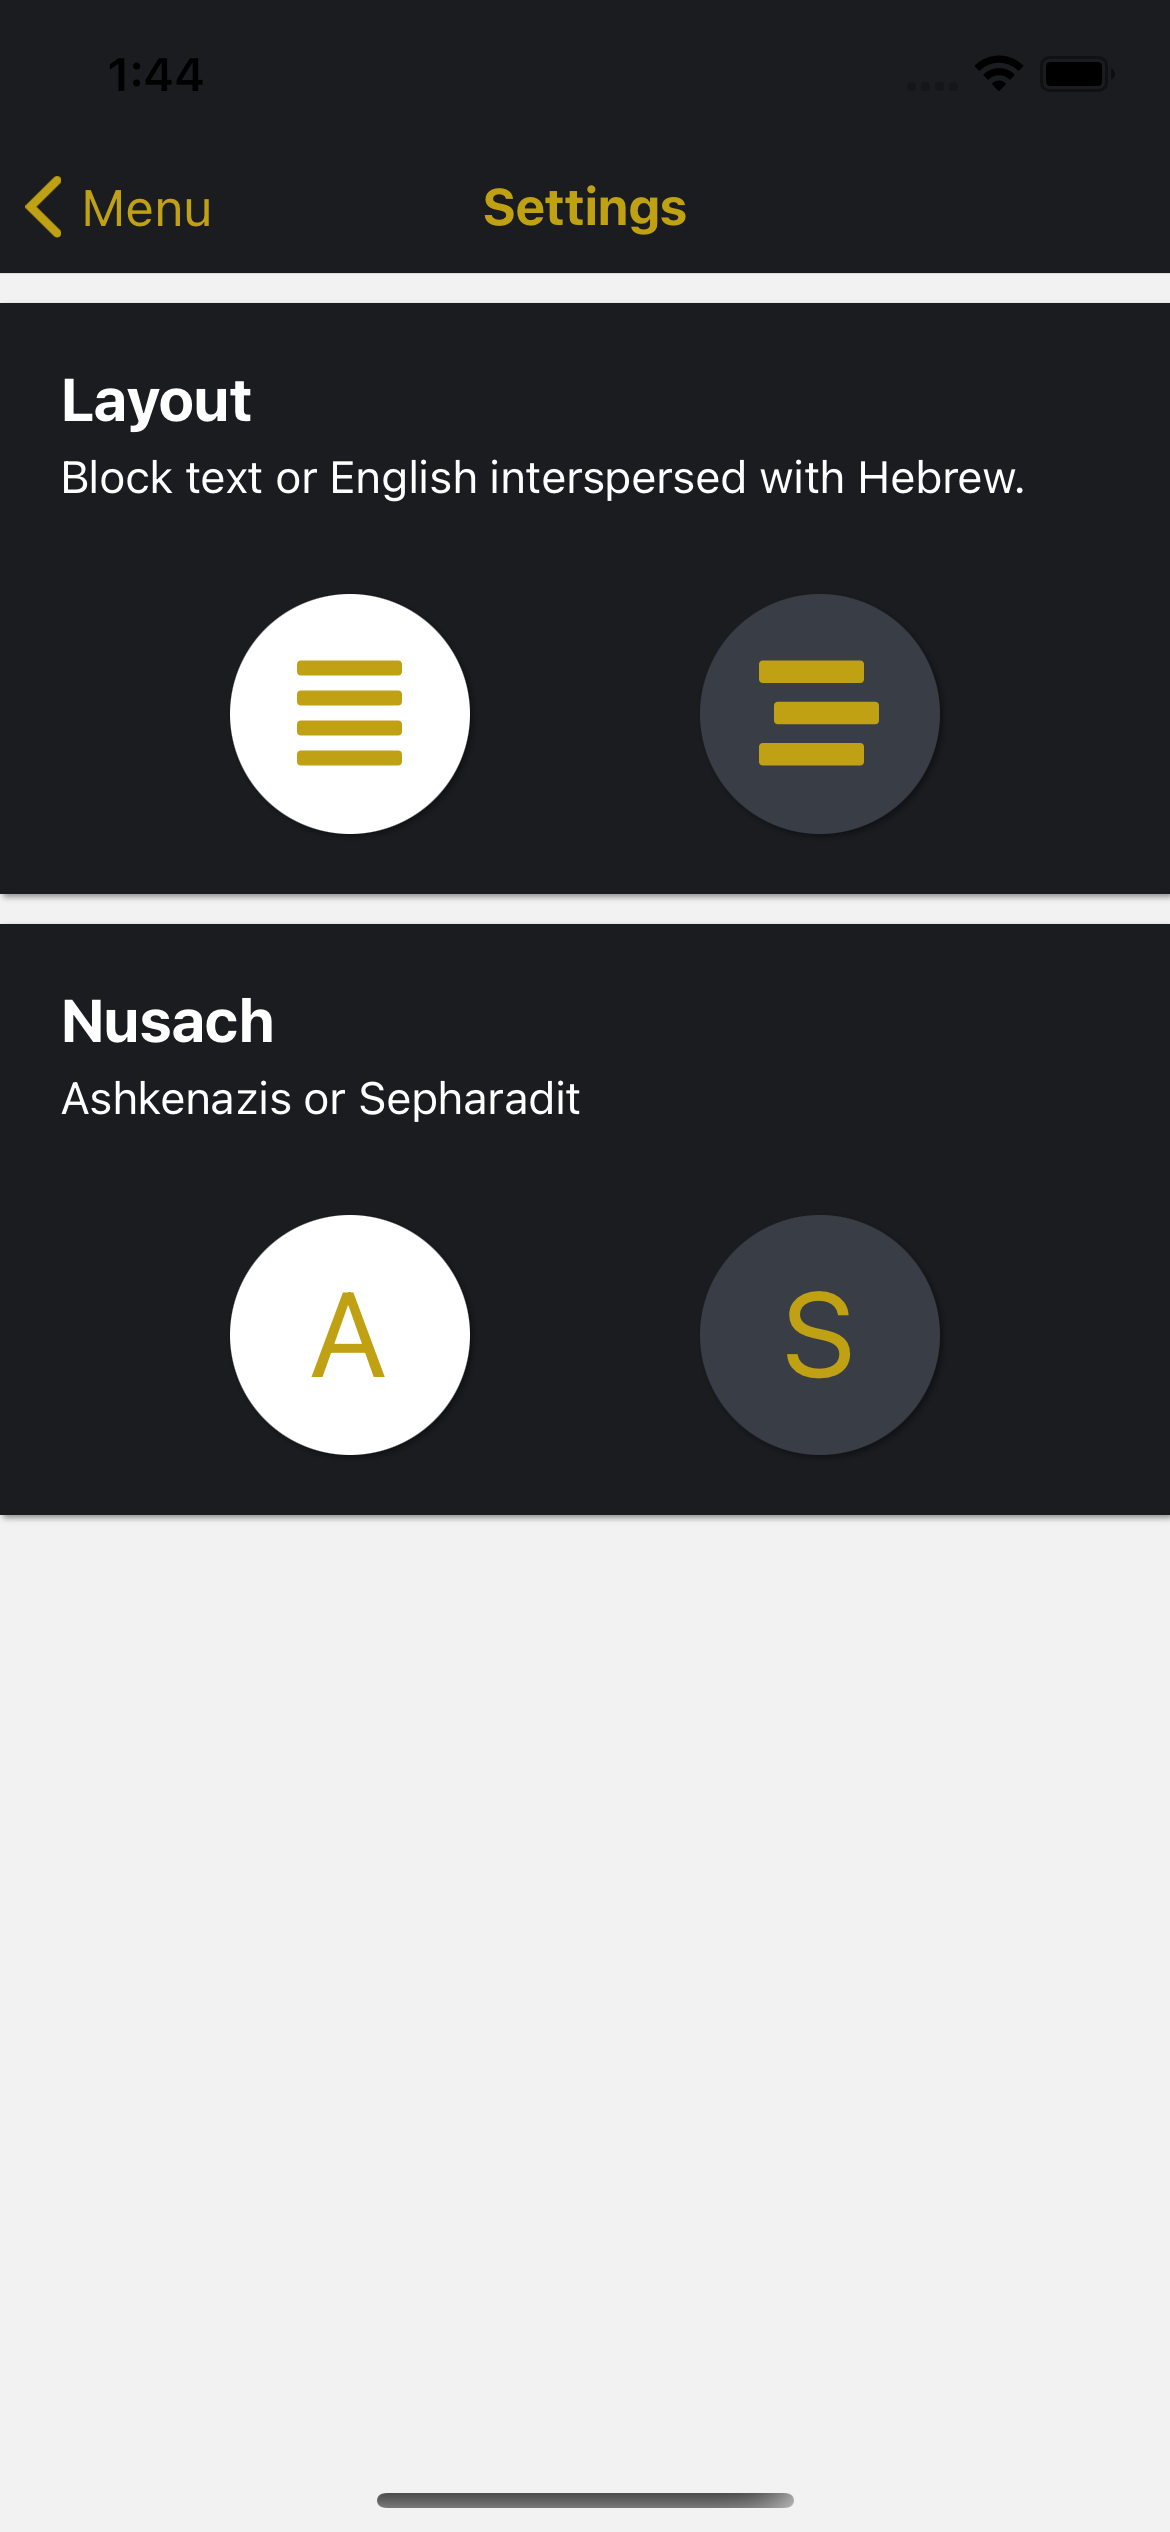 1:44
Menu
Settings
Layout
Block text or English interspersed with Hebrew.
Nusach
Ashkenazis or Sepharadit
A
S